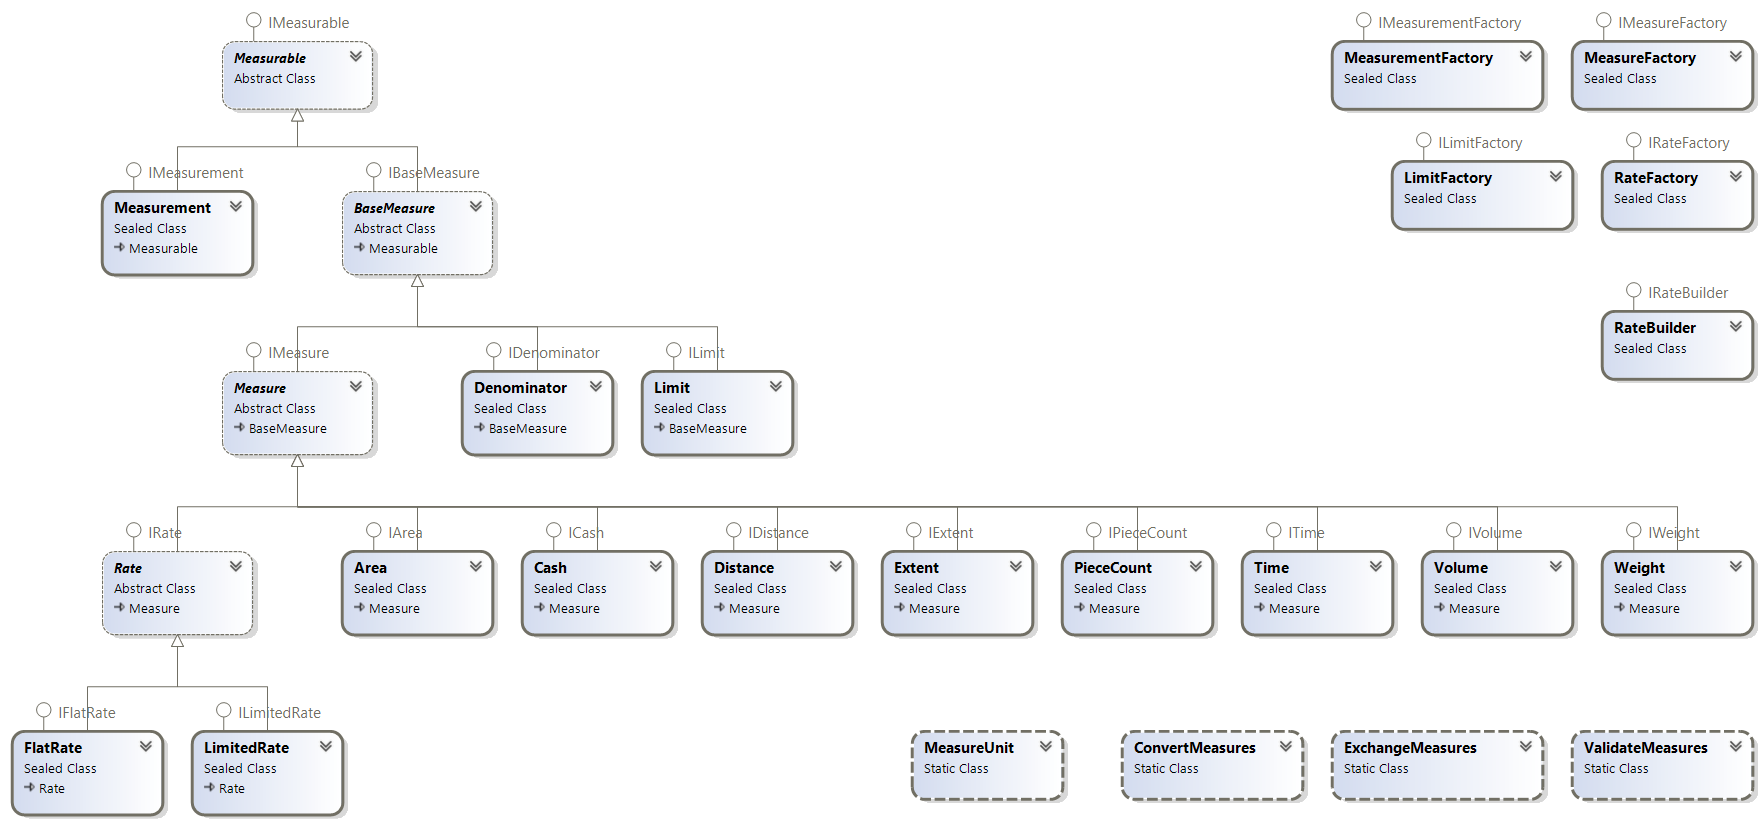 IMeasurable
Measurable
Abstract Class
IMeasurementFactory
MeasurementFactory
Sealed Class
IMeasureFactory
MeasureFactory
Sealed Class
ILimitFactory
LimitFactory
Sealed Class
IRateFactory
RateFactory
Sealed Class
IMeasurement
Measurement
Sealed Class
Measurable
IBaseMeasure
BaseMeasure
Abstract Class
Measurable
IRateBuilder
RateBuilder
Sealed Class
IMeasure
Measure
Abstract Class
BaseMeasure
IDenominator
Denominator
Sealed Class
BaseMeasure
ILimit
Limit
Sealed Class
BaseMeasure
IRate
Rate
Abstract Class
Measure
IArea
Area
Sealed Class
Measure
ICash
Cash
Sealed Class
Measure
IDistance
Distance
Sealed Class
Measure
IExtent
Extent
Sealed Class
Measure
IPieceCount
PieceCount
Sealed Class
Measure
ITime
Time
Sealed Class
Measure
IVolume
Volume
Sealed Class
Measure
IWeight
Weight
Sealed Class
Measure
IFlatRate
FlatRate
Sealed Class
Rate
ILimitedRate
LimitedRate
Sealed Class
Rate
MeasureUnit
Static Class
ConvertMeasures
Static Class
ExchangeMeasures
Static Class
ValidateMeasures
Static Class